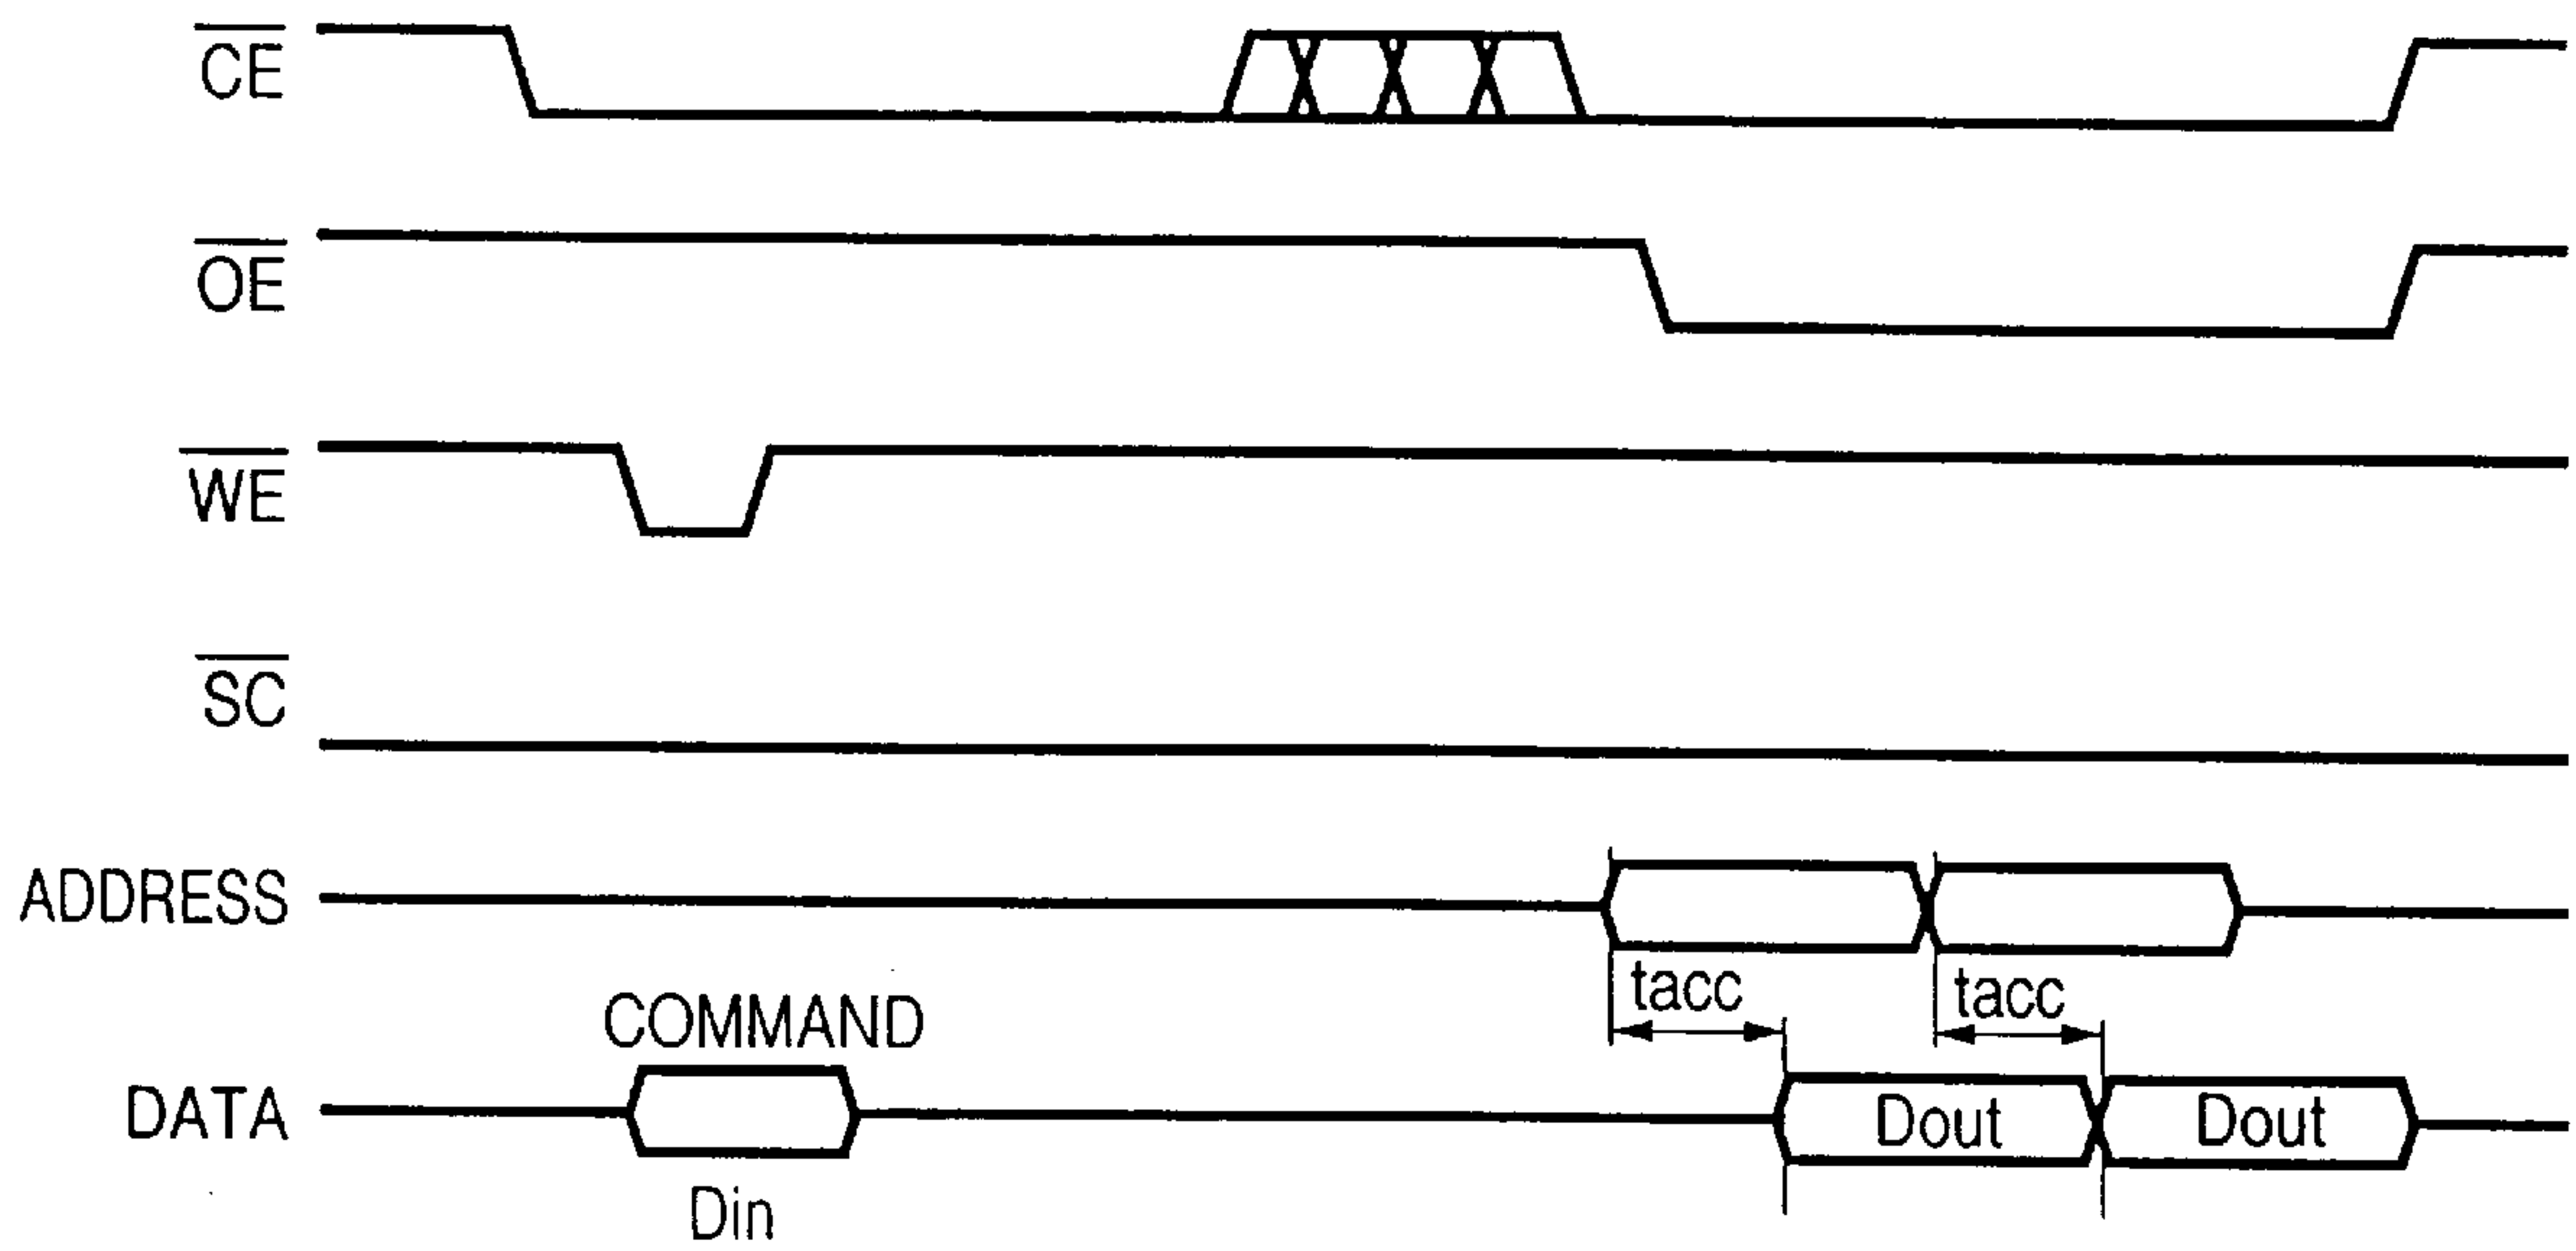 CE
OE
WE
SC
ADDRESS
tacc
tacc
COMMAND
DATA
Dout
Dout
Din